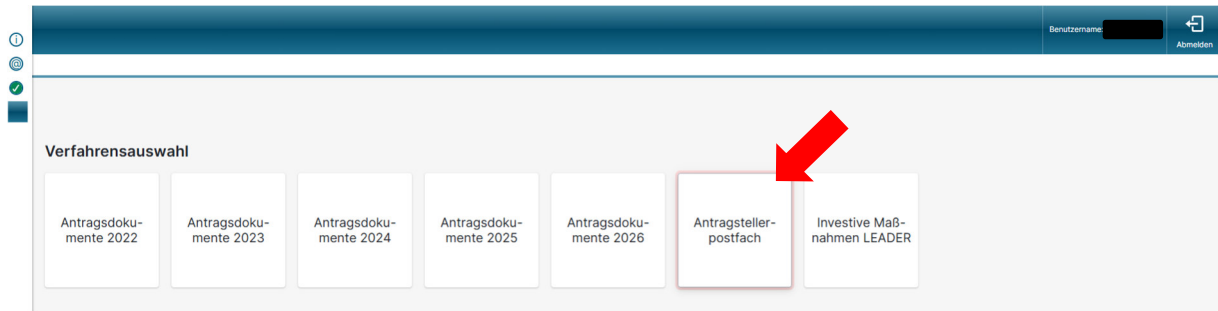 Benutzername:
Abmelden
Verfahrensauswahl
Antragsdoku-
mente 2022
Antragsdoku-
mente 2023
Antragsdoku-
mente 2024
Antragsdoku-
mente 2025
Antragsdoku-
mente 2026
Antragsteller-
postfach
Investive Maß-
nahmen LEADER